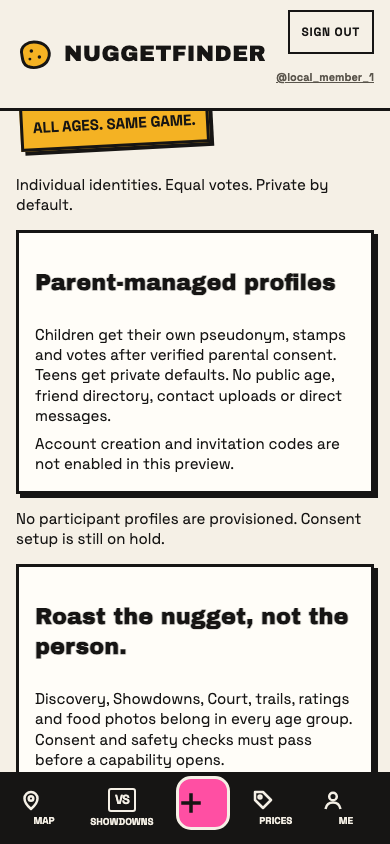 SIGN OUT
NUGGETFINDER
@local_member_1
ALL AGES. SAME GAME.
Individual identities. Equal votes. Private by
default.
Parent-managed profiles
Children get their own pseudonym, stamps
and votes after verified parental consent.
Teens get private defaults. No public age,
friend directory, contact uploads or direct
messages.
Account creation and invitation codes are
not enabled in this preview.
No participant profiles are provisioned. Consent
setup is still on hold.
Roast the nugget, not the
person.
Discovery, Showdowns, Court, trails, ratings
and food photos belong in every age group.
Consent and safety checks must pass
before a capability opens.
VS
MAP
SHOWDOWNS
PRICES
ME